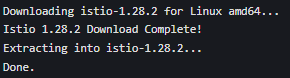 Downloading istio-1.28.2 for Linux amd64...
Istio 1.28.2 Download Complete!
Extracting into istio-1.28.2...
Done.